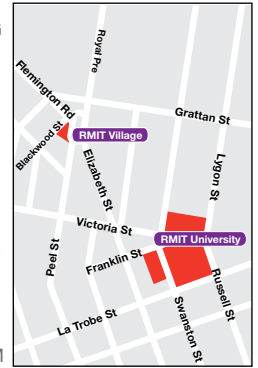 Royal Pre
Flemington Rd
Grattan St
Blackwood St
RMIT Village
Elizabeth St
Lygon St
Victoria St
RMIT University
Peel St
Franklin St
Russell St
Swanston St
La Trobe St